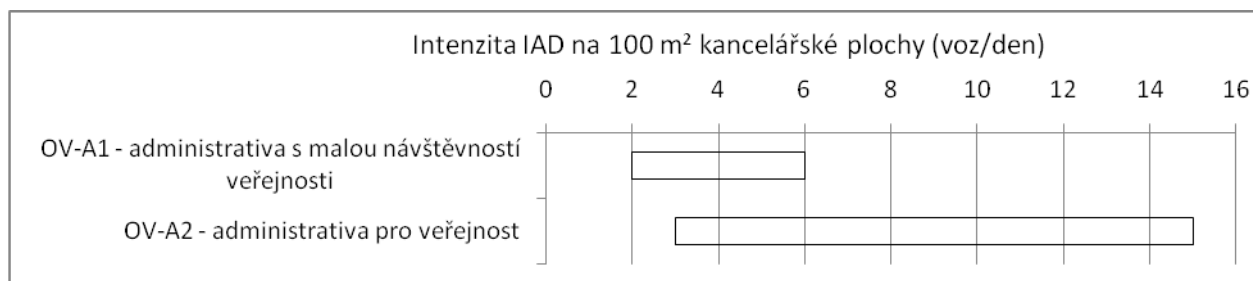 Intenzita IAD na 100 m² kancelářské plochy (voz/den)
0 2 4 6 8 10 12 14 16
OV-A1 - administrativa s malou návštěvností
veřejnosti
OV-A2 - administrativa pro veřejnost